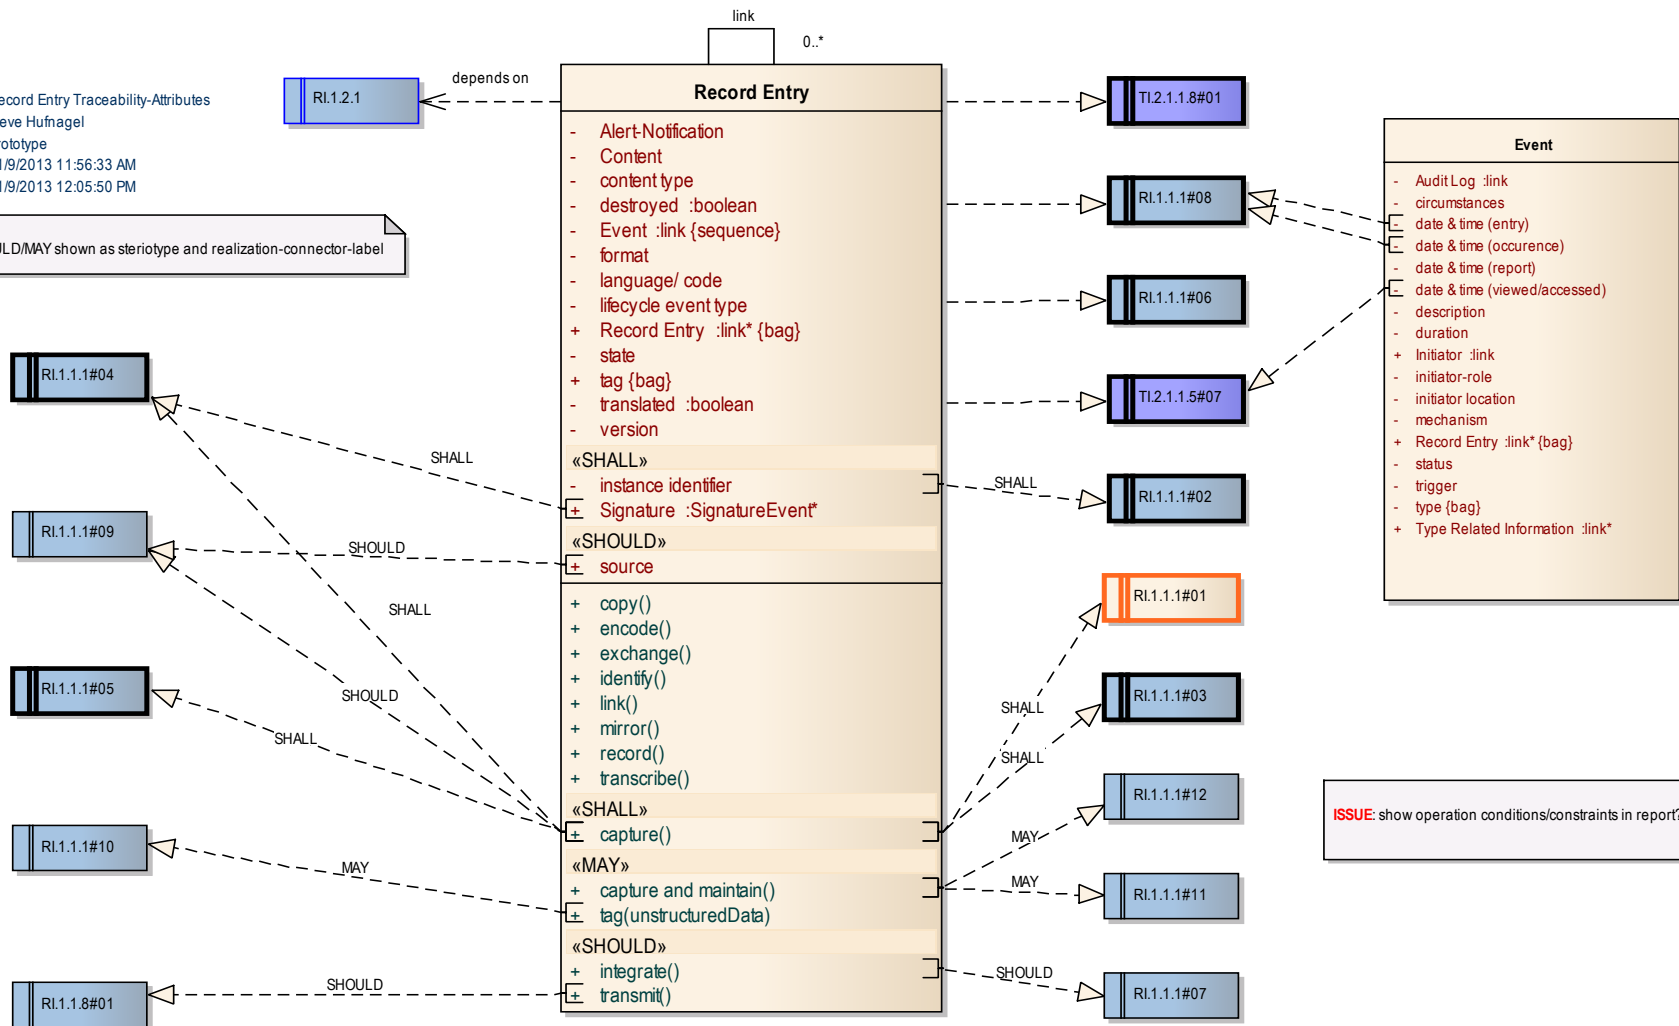 link
0..*
depends on
RI.1.2.1
ecord Entry Traceability-Attributes
eve Hufnagel
rototype
1/9/2013 11:56:33 AM
1/9/2013 12:05:50 PM
ULD/MAY shown as steriotype and realization-connector-label
RI.1.1.1#04
RI.1.1.1#09
RI.1.1.1#05
RI.1.1.1#10
RI.1.1.8#01
SHALL
SHOULD
SHALL
SHOULD
SHALL
MAY
SHOULD
Record Entry
- Alert-Notification
- Content
- content type
- destroyed :boolean
- Event :link {sequence}
- format
- language/ code
- lifecycle event type
+ Record Entry :link* {bag}
- state
+ tag {bag}
- translated :boolean
- version
«SHALL»
- instance identifier
+ Signature :SignatureEvent*
«SHOULD»
+ source
+ copy()
+ encode()
+ exchange()
+ identify()
+ link()
+ mirror()
+ record()
+ transcribe()
«SHALL»
+ capture()
«MAY»
+ capture and maintain()
+ tag(unstructuredData)
«SHOULD»
+ integrate()
+ transmit()
SHALL
SHALL
SHALL
MAY
MAY
SHOULD
TI.2.1.1.8#01
RI.1.1.1#08
RI.1.1.1#06
TI.2.1.1.5#07
RI.1.1.1#02
RI.1.1.1#01
RI.1.1.1#03
RI.1.1.1#12
RI.1.1.1#11
RI.1.1.1#07
Event
- Audit Log :link
- circumstances
- date & time (entry)
- date & time (occurence)
- date & time (report)
- date & time (viewed/accessed)
- description
- duration
+ Initiator :link
- initiator-role
- initiator location
- mechanism
+ Record Entry :link* {bag}
- status
- trigger
- type {bag}
+ Type Related Information :link*
ISSUE: show operation conditions/constraints in report?